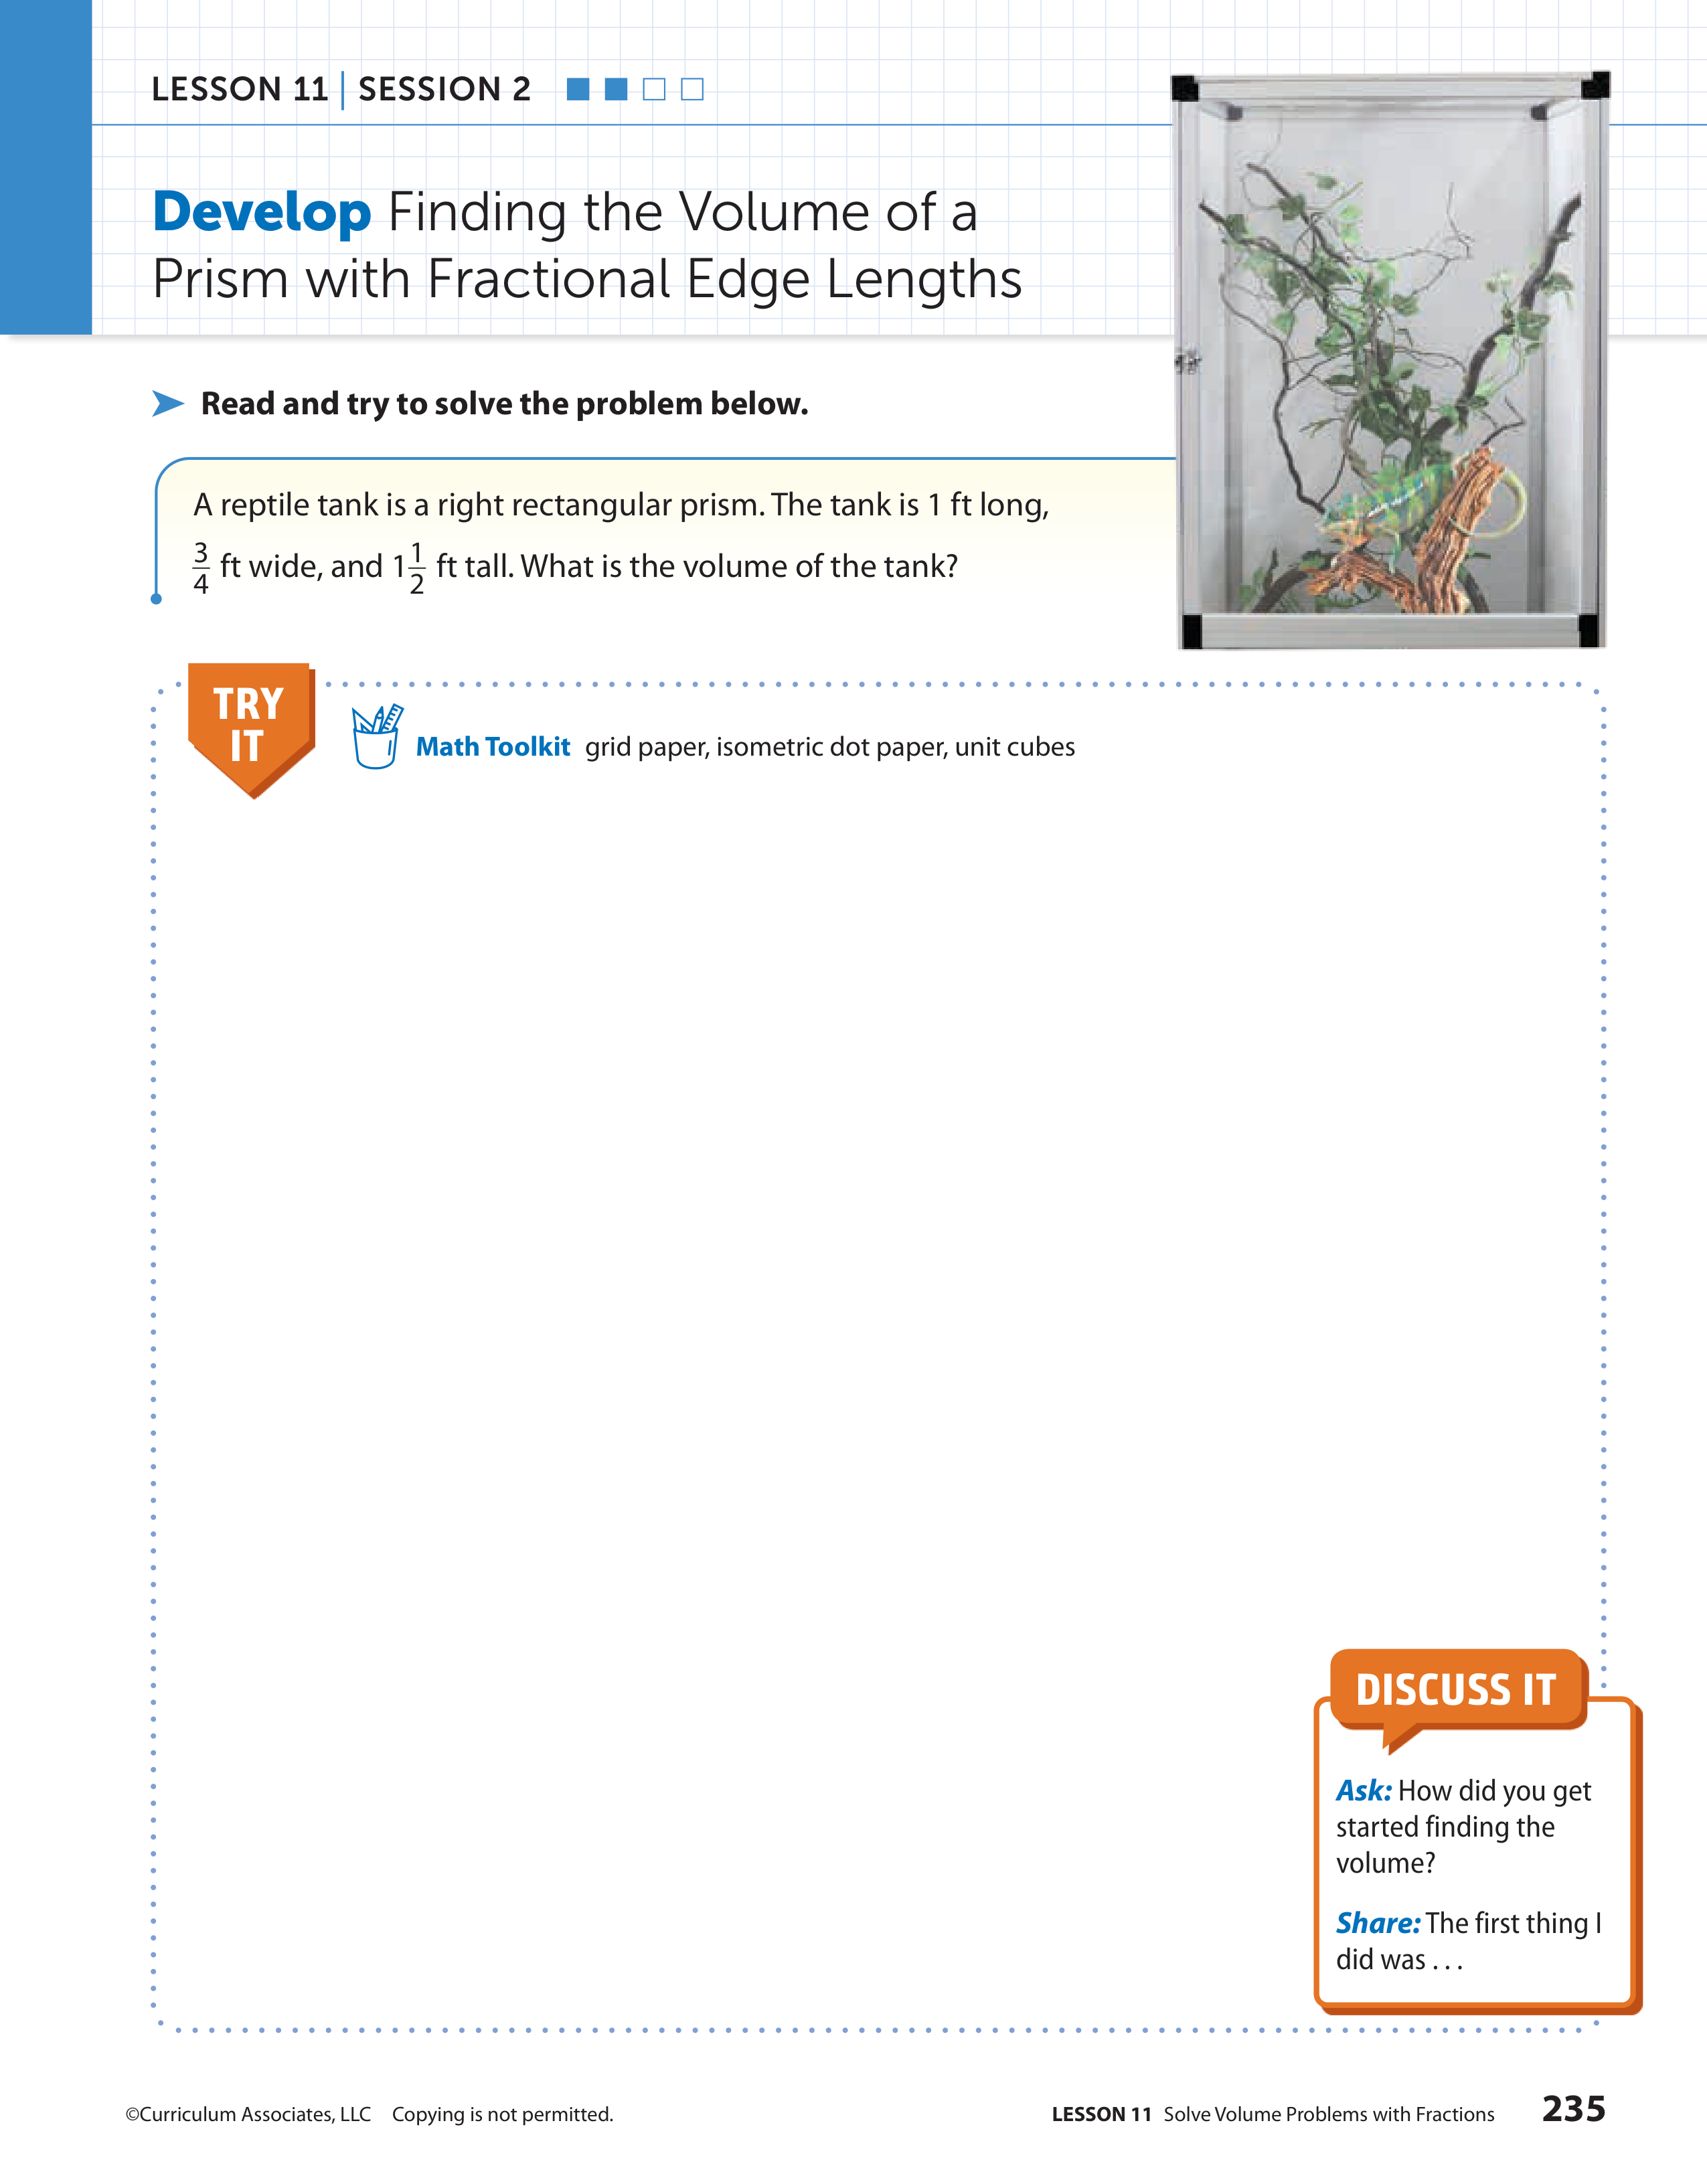 LESSON 11 | SESSION 2
Develop Finding the Volume of a
Prism with Fractional Edge Lengths
Read and try to solve the problem below.
A reptile tank is a right rectangular prism. The tank is 1 ft long,
3/4 ft wide, and 1 1/2 ft tall. What is the volume of the tank?
TRY
IT
Math Toolkit grid paper, isometric dot paper, unit cubes
DISCUSS IT
Ask: How did you get
started finding the
volume?
Share: The first thing I
did was . . .
©Curriculum Associates, LLC Copying is not permitted.
LESSON 11 Solve Volume Problems with Fractions 235